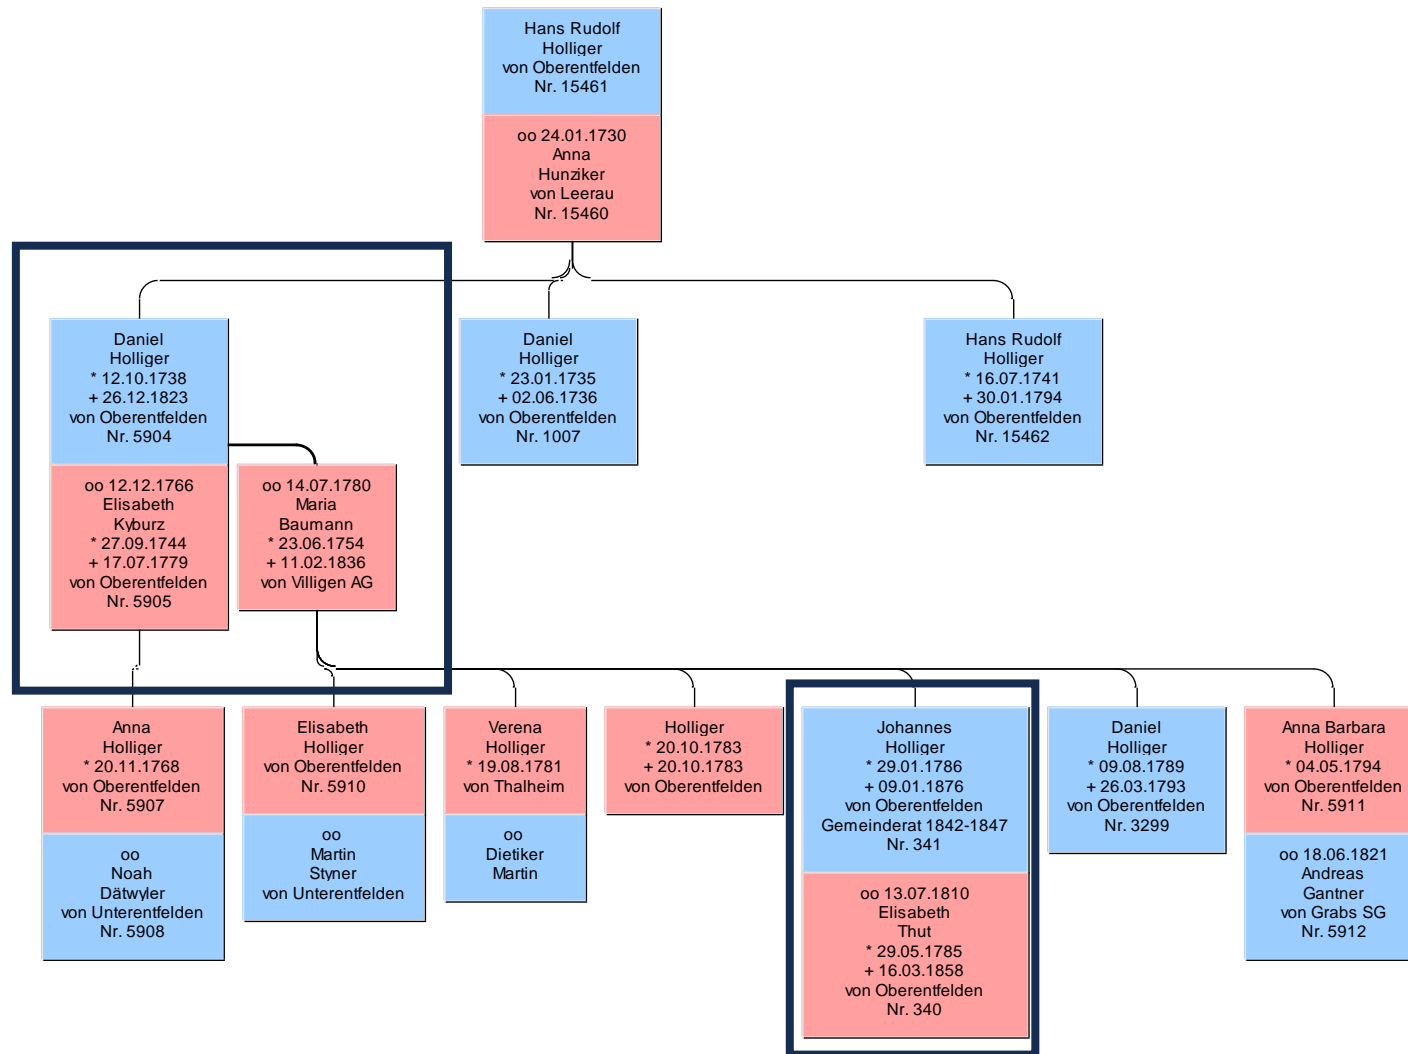 Hans Rudolf
Holliger
von Oberentfelden
Nr. 15461
oo 24.01.1730
Anna
Hunziker
von Leerau
Nr. 15460
Daniel
Holliger
* 12.10.1738
+ 26.12.1823
von Oberentfelden
Nr. 5904
oo 12.12.1766
Elisabeth
Kyburz
* 27.09.1744
+ 17.07.1779
von Oberentfelden
Nr. 5905
oo 14.07.1780
Maria
Baumann
* 23.06.1754
+ 11.02.1836
von Villigen AG
Daniel
Holliger
* 23.01.1735
+ 02.06.1736
von Oberentfelden
Nr. 1007
Hans Rudolf
Holliger
* 16.07.1741
+ 30.01.1794
von Oberentfelden
Nr. 15462
Anna
Holliger
* 20.11.1768
von Oberentfelden
Nr. 5907
oo
Noah
Dätwyler
von Unterentfelden
Nr. 5908
Elisabeth
Holliger
von Oberentfelden
Nr. 5910
oo
Martin
Styner
von Unterentfelden
Verena
Holliger
* 19.08.1781
von Thalheim
oo
Dietiker
Martin
Holliger
* 20.10.1783
+ 20.10.1783
von Oberentfelden
Johannes
Holliger
* 29.01.1786
+ 09.01.1876
von Oberentfelden
Gemeinderat 1842-1847
Nr. 341
oo 13.07.1810
Elisabeth
Thut
* 29.05.1785
+ 16.03.1858
von Oberentfelden
Nr. 340
Daniel
Holliger
* 09.08.1789
+ 26.03.1793
von Oberentfelden
Nr. 3299
Anna Barbara
Holliger
* 04.05.1794
von Oberentfelden
Nr. 5911
oo 18.06.1821
Andreas
Gantner
von Grabs SG
Nr. 5912